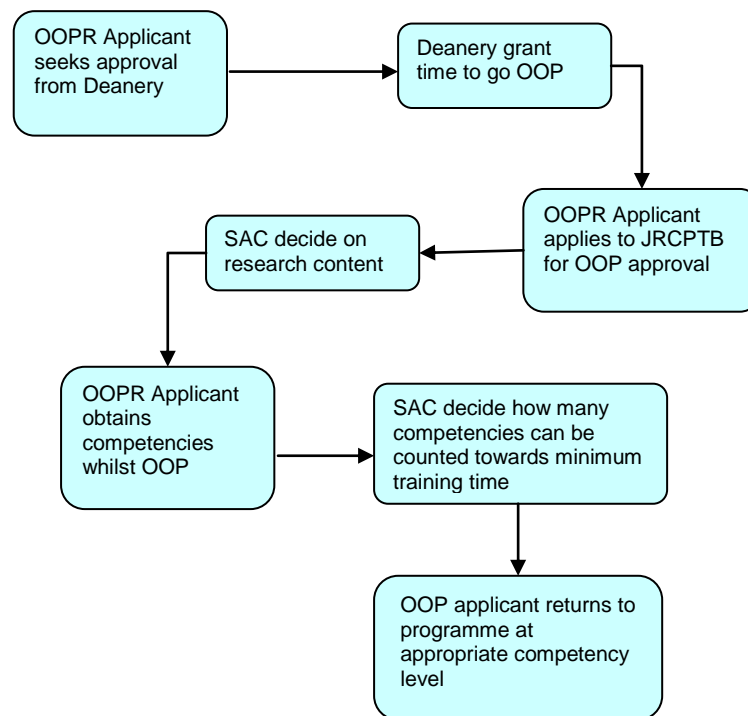 OOPR Applicant
seeks approval
from Deanery
Deanery grant
time to go OOP
OOPR Applicant
applies to JRCPTB
for OOP approval
SAC decide on
research content
OOPR Applicant
obtains
competencies
whilst OOP
SAC decide how many
competencies can be
counted towards minimum
training time
OOP applicant returns to
programme at
appropriate competency
level